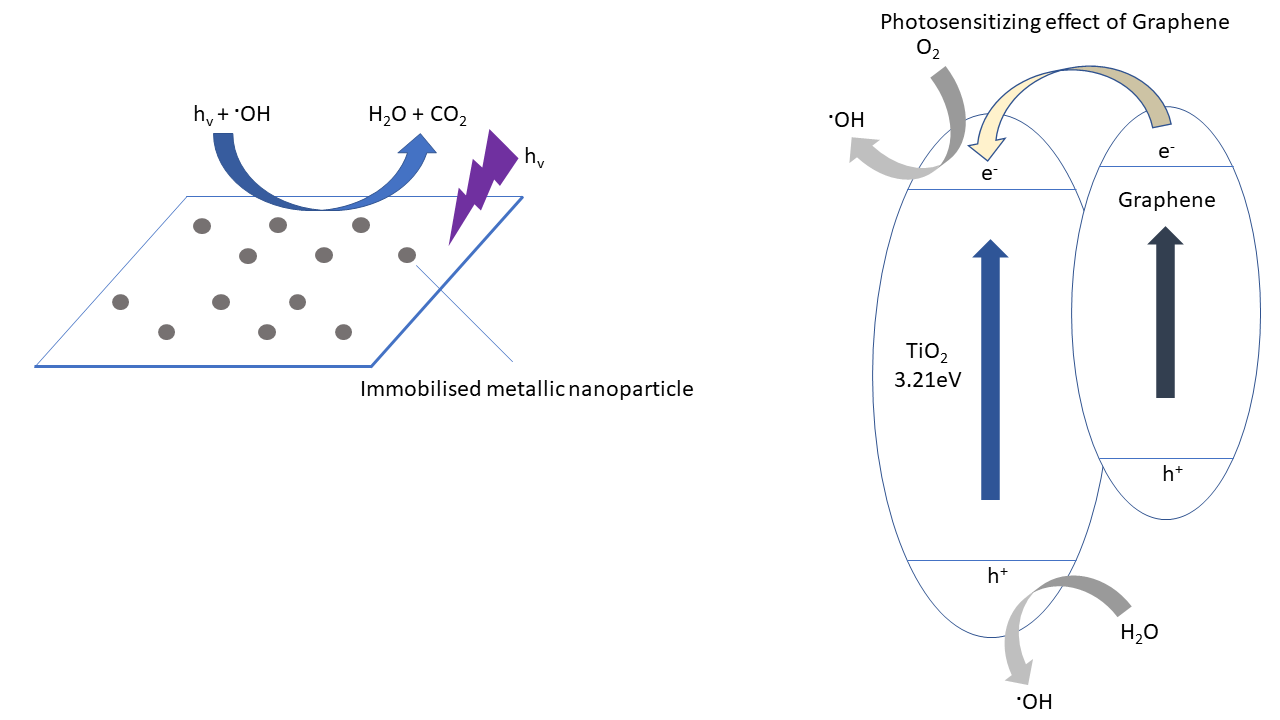 Photosensitizing effect of Graphene
O₂
hᵥ + ·OH
H₂O + CO₂
hᵥ
Immobilised metallic nanoparticle
·OH
e⁻
e⁻
Graphene
TiO₂
3.21eV
h⁺
h⁺
H₂O
·OH